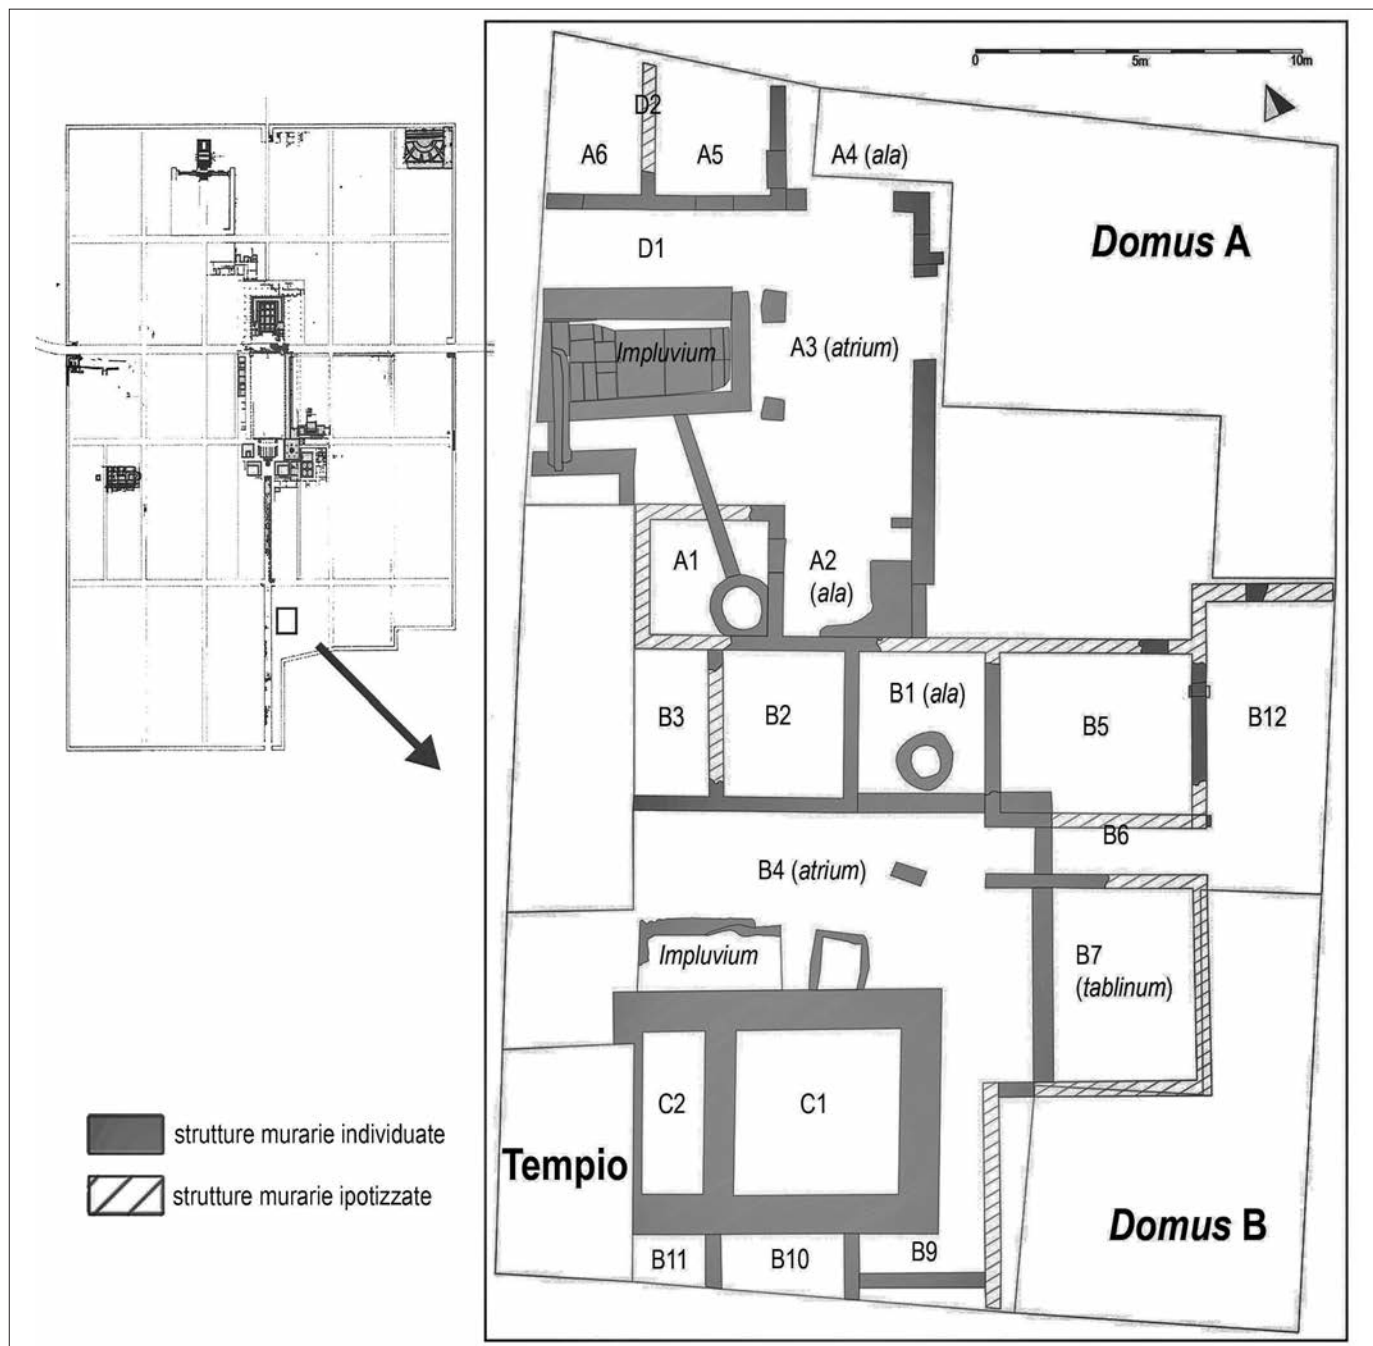 0 5m 10m
D2
A6 A5 A4 (ala)
Domus A
D1
Impluvium A3 (atrium)
A1 A2
(ala)
B3 B2 B1 (ala) B5 B12
B6
B4 (atrium)
Impluvium B7
(tablinum)
C2 C1
strutture murarie individuate
Tempio
strutture murarie ipotizzate
Domus B
B11 B10 B9